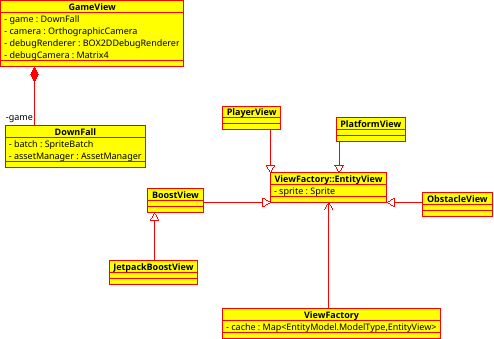 GameView
- game : DownFall
- camera : OrthographicCamera
- debugRenderer : BOX2DDebugRenderer
- debugCamera : Matrix4
-game
DownFall
- batch : SpriteBatch
- assetManager : AssetManager
PlayerView
PlatformView
ViewFactory::EntityView
- sprite : Sprite
BoostView
ObstacleView
JetpackBoostView
ViewFactory
- cache : Map<EntityModel.ModelType,EntityView>